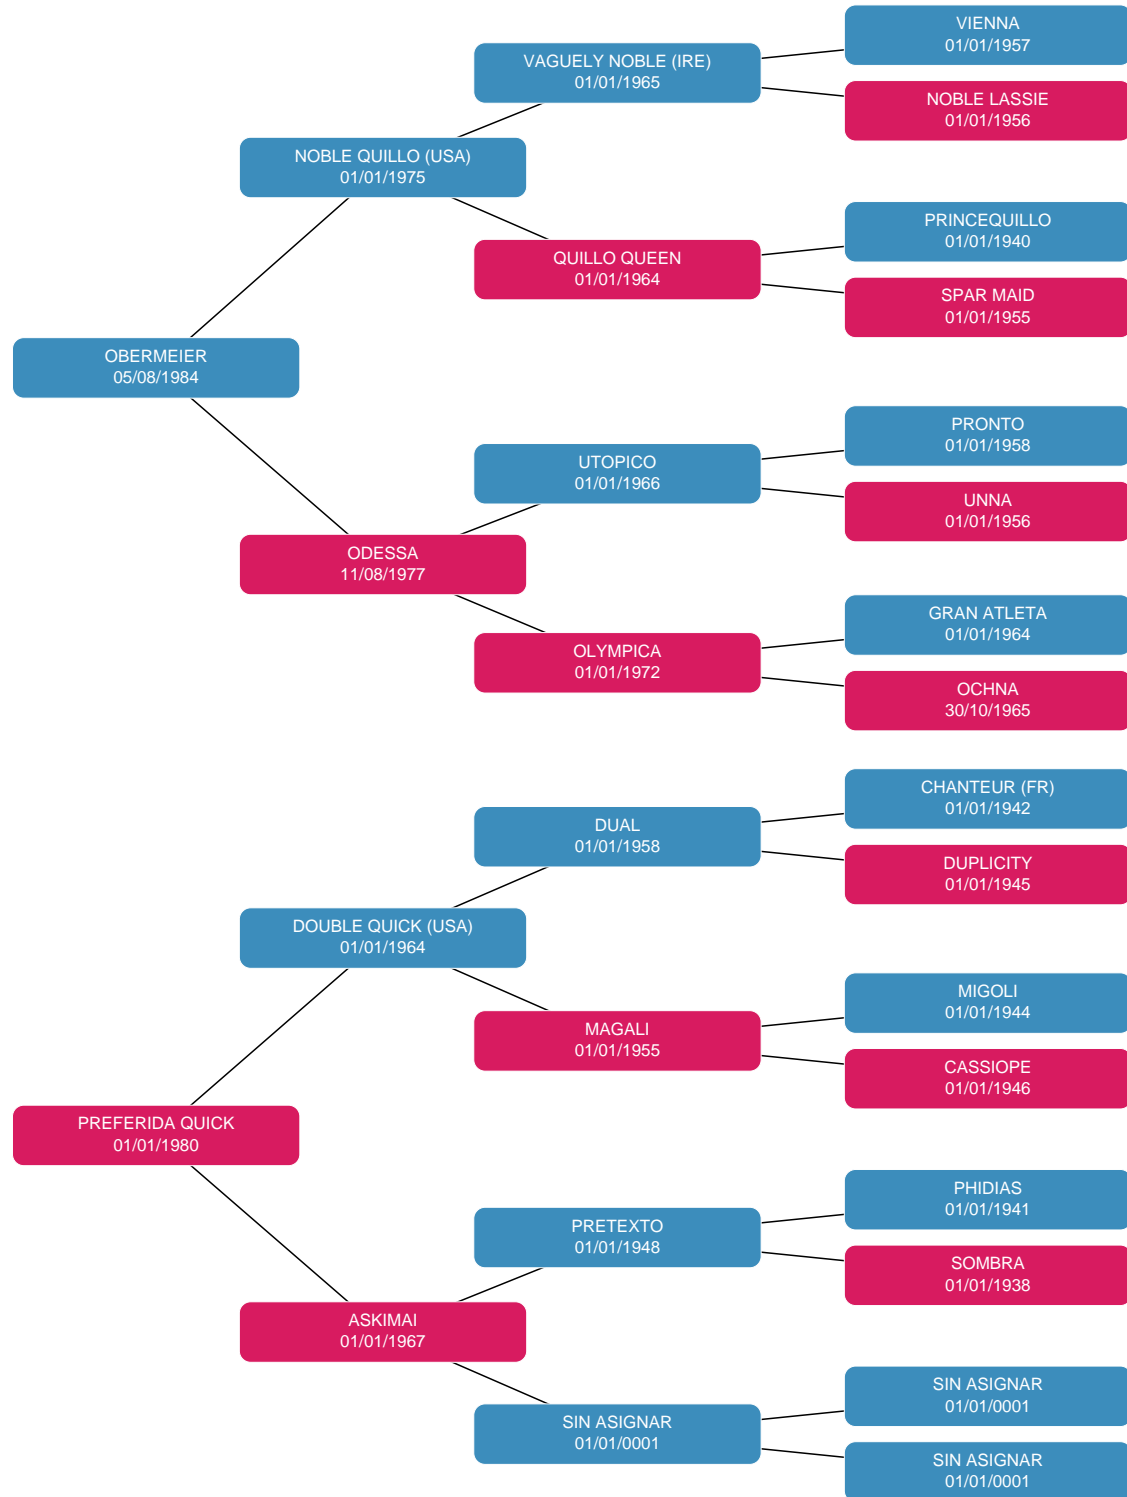 VIENNA
01/01/1957
VAGUELY NOBLE (IRE)
01/01/1965
NOBLE LASSIE
01/01/1956
NOBLE QUILLO (USA)
01/01/1975
PRINCEQUILLO
01/01/1940
QUILLO QUEEN
01/01/1964
SPAR MAID
01/01/1955
OBERMEIER
05/08/1984
PRONTO
01/01/1958
UTOPICO
01/01/1966
UNNA
01/01/1956
ODESSA
11/08/1977
GRAN ATLETA
01/01/1964
OLYMPICA
01/01/1972
OCHNA
30/10/1965
CHANTEUR (FR)
01/01/1942
DUAL
01/01/1958
DUPLICITY
01/01/1945
DOUBLE QUICK (USA)
01/01/1964
MIGOLI
01/01/1944
MAGALI
01/01/1955
CASSIOPE
01/01/1946
PREFERIDA QUICK
01/01/1980
PHIDIAS
01/01/1941
PRETEXTO
01/01/1948
SOMBRA
01/01/1938
ASKIMAI
01/01/1967
SIN ASIGNAR
01/01/0001
SIN ASIGNAR
01/01/0001
SIN ASIGNAR
01/01/0001